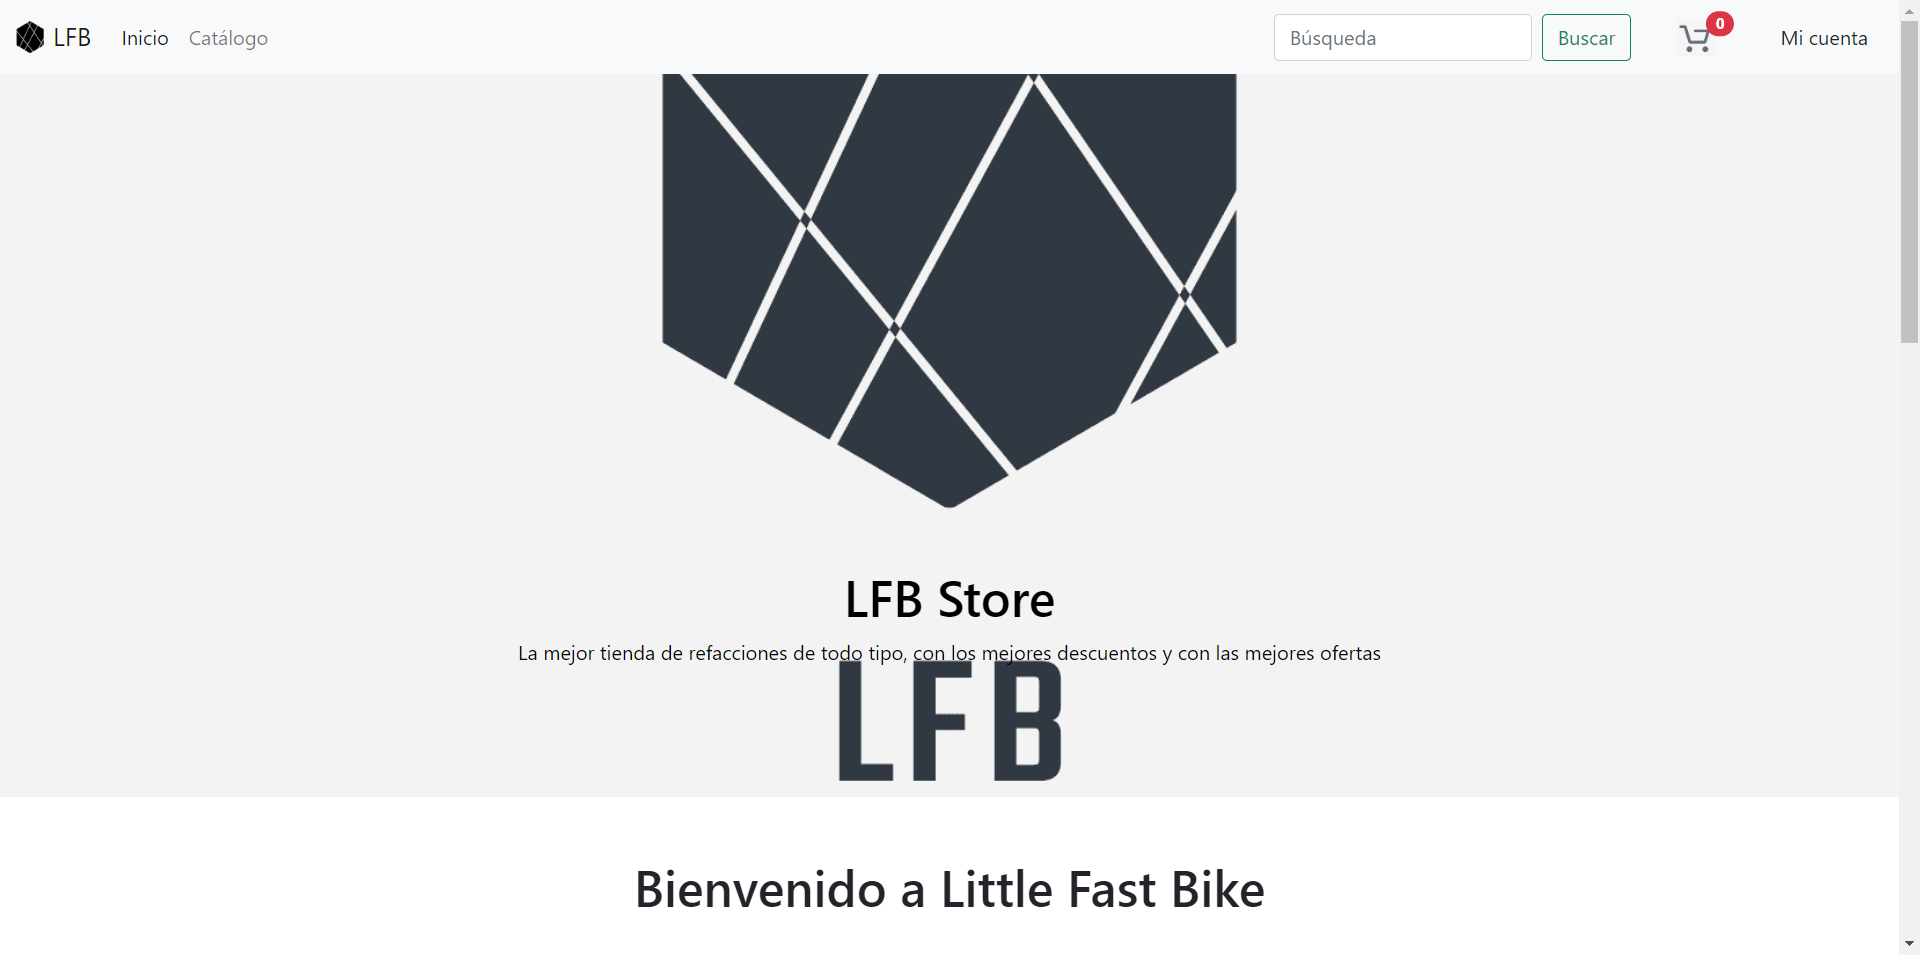 LFB Inicio Catálogo Búsqueda Buscar 0 Mi cuenta
LFB Store
La mejor tienda de refacciones de todo tipo, con los mejores descuentos y con las mejores ofertas
LFB
Bienvenido a Little Fast Bike